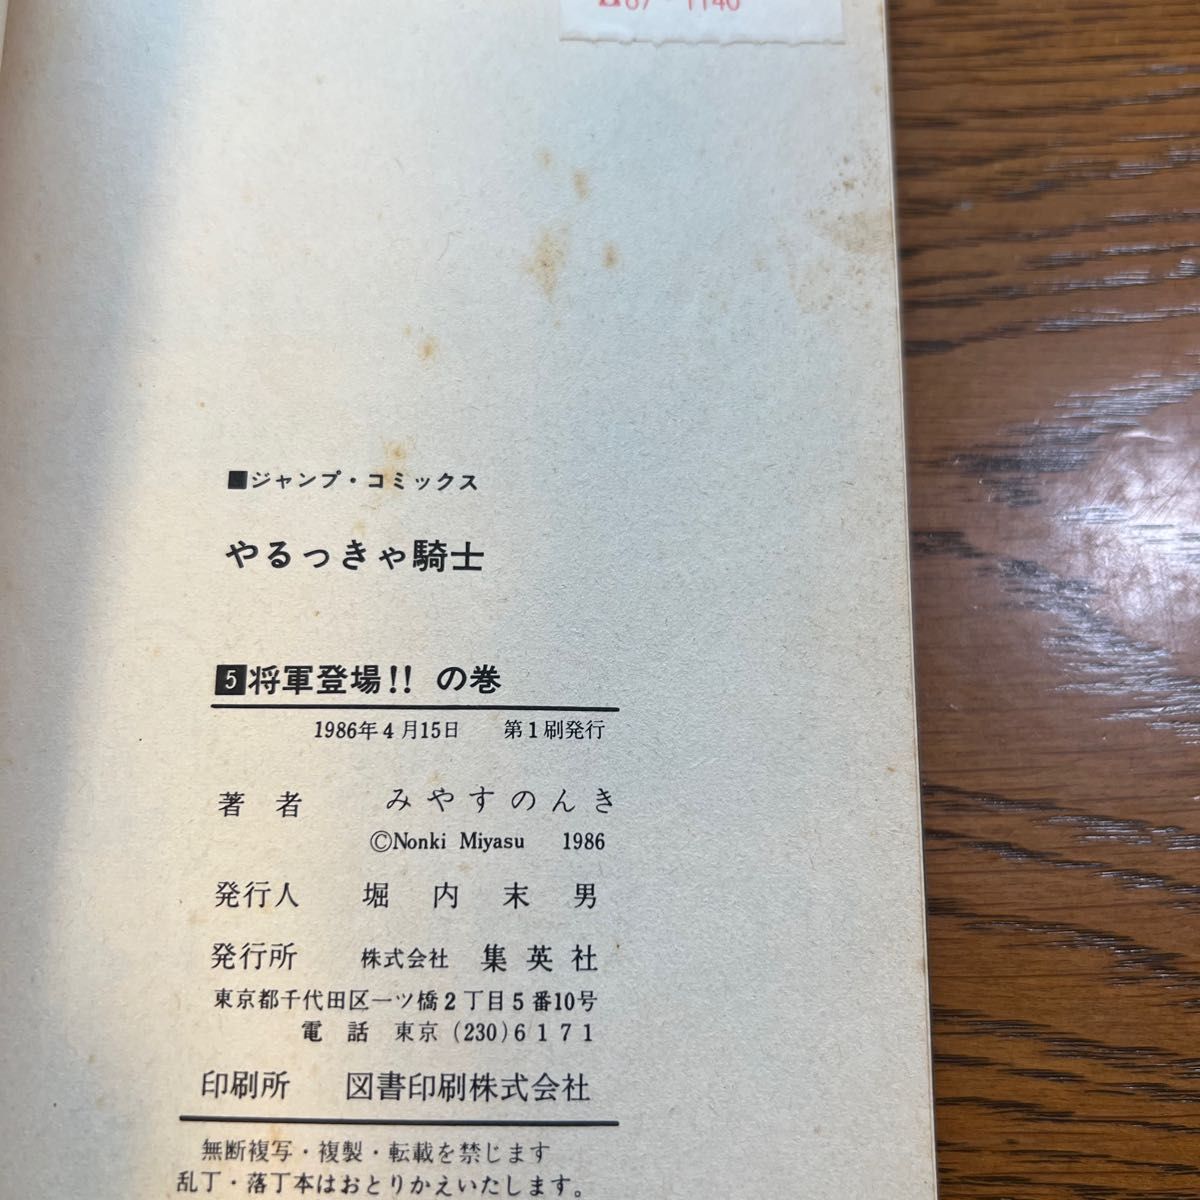 ■ジャンプ・コミックス
やるっきゃ騎士
5将軍登場!! の巻
1986年4月15日 第1刷発行
著者 みやすのんき
©Nonki Miyasu 1986
発行人 堀内末男
発行所 株式会社 集英社
東京都千代田区一ツ橋2丁目5番10号
電話 東京(230)6171
印刷所 図書印刷株式会社
無断複写・複製・転載を禁じます
乱丁・落丁本はおとりかえいたします。